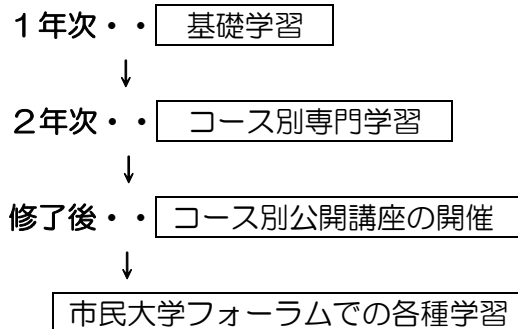 １年次・・ 基礎学習
↓
２年次・・ コース別専門学習
↓
修了後・・ コース別公開講座の開催
↓
市民大学フォーラムでの各種学習